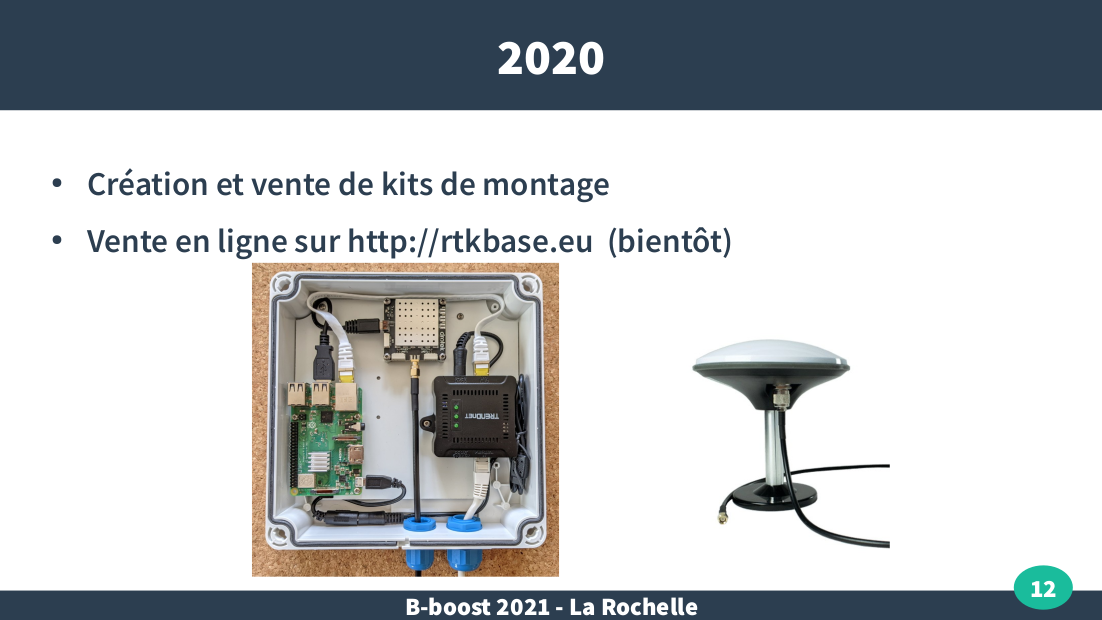 2020
• Création et vente de kits de montage
• Vente en ligne sur http://rtkbase.eu (bientôt)
TRENDNET
B-boost 2021 - La Rochelle
12